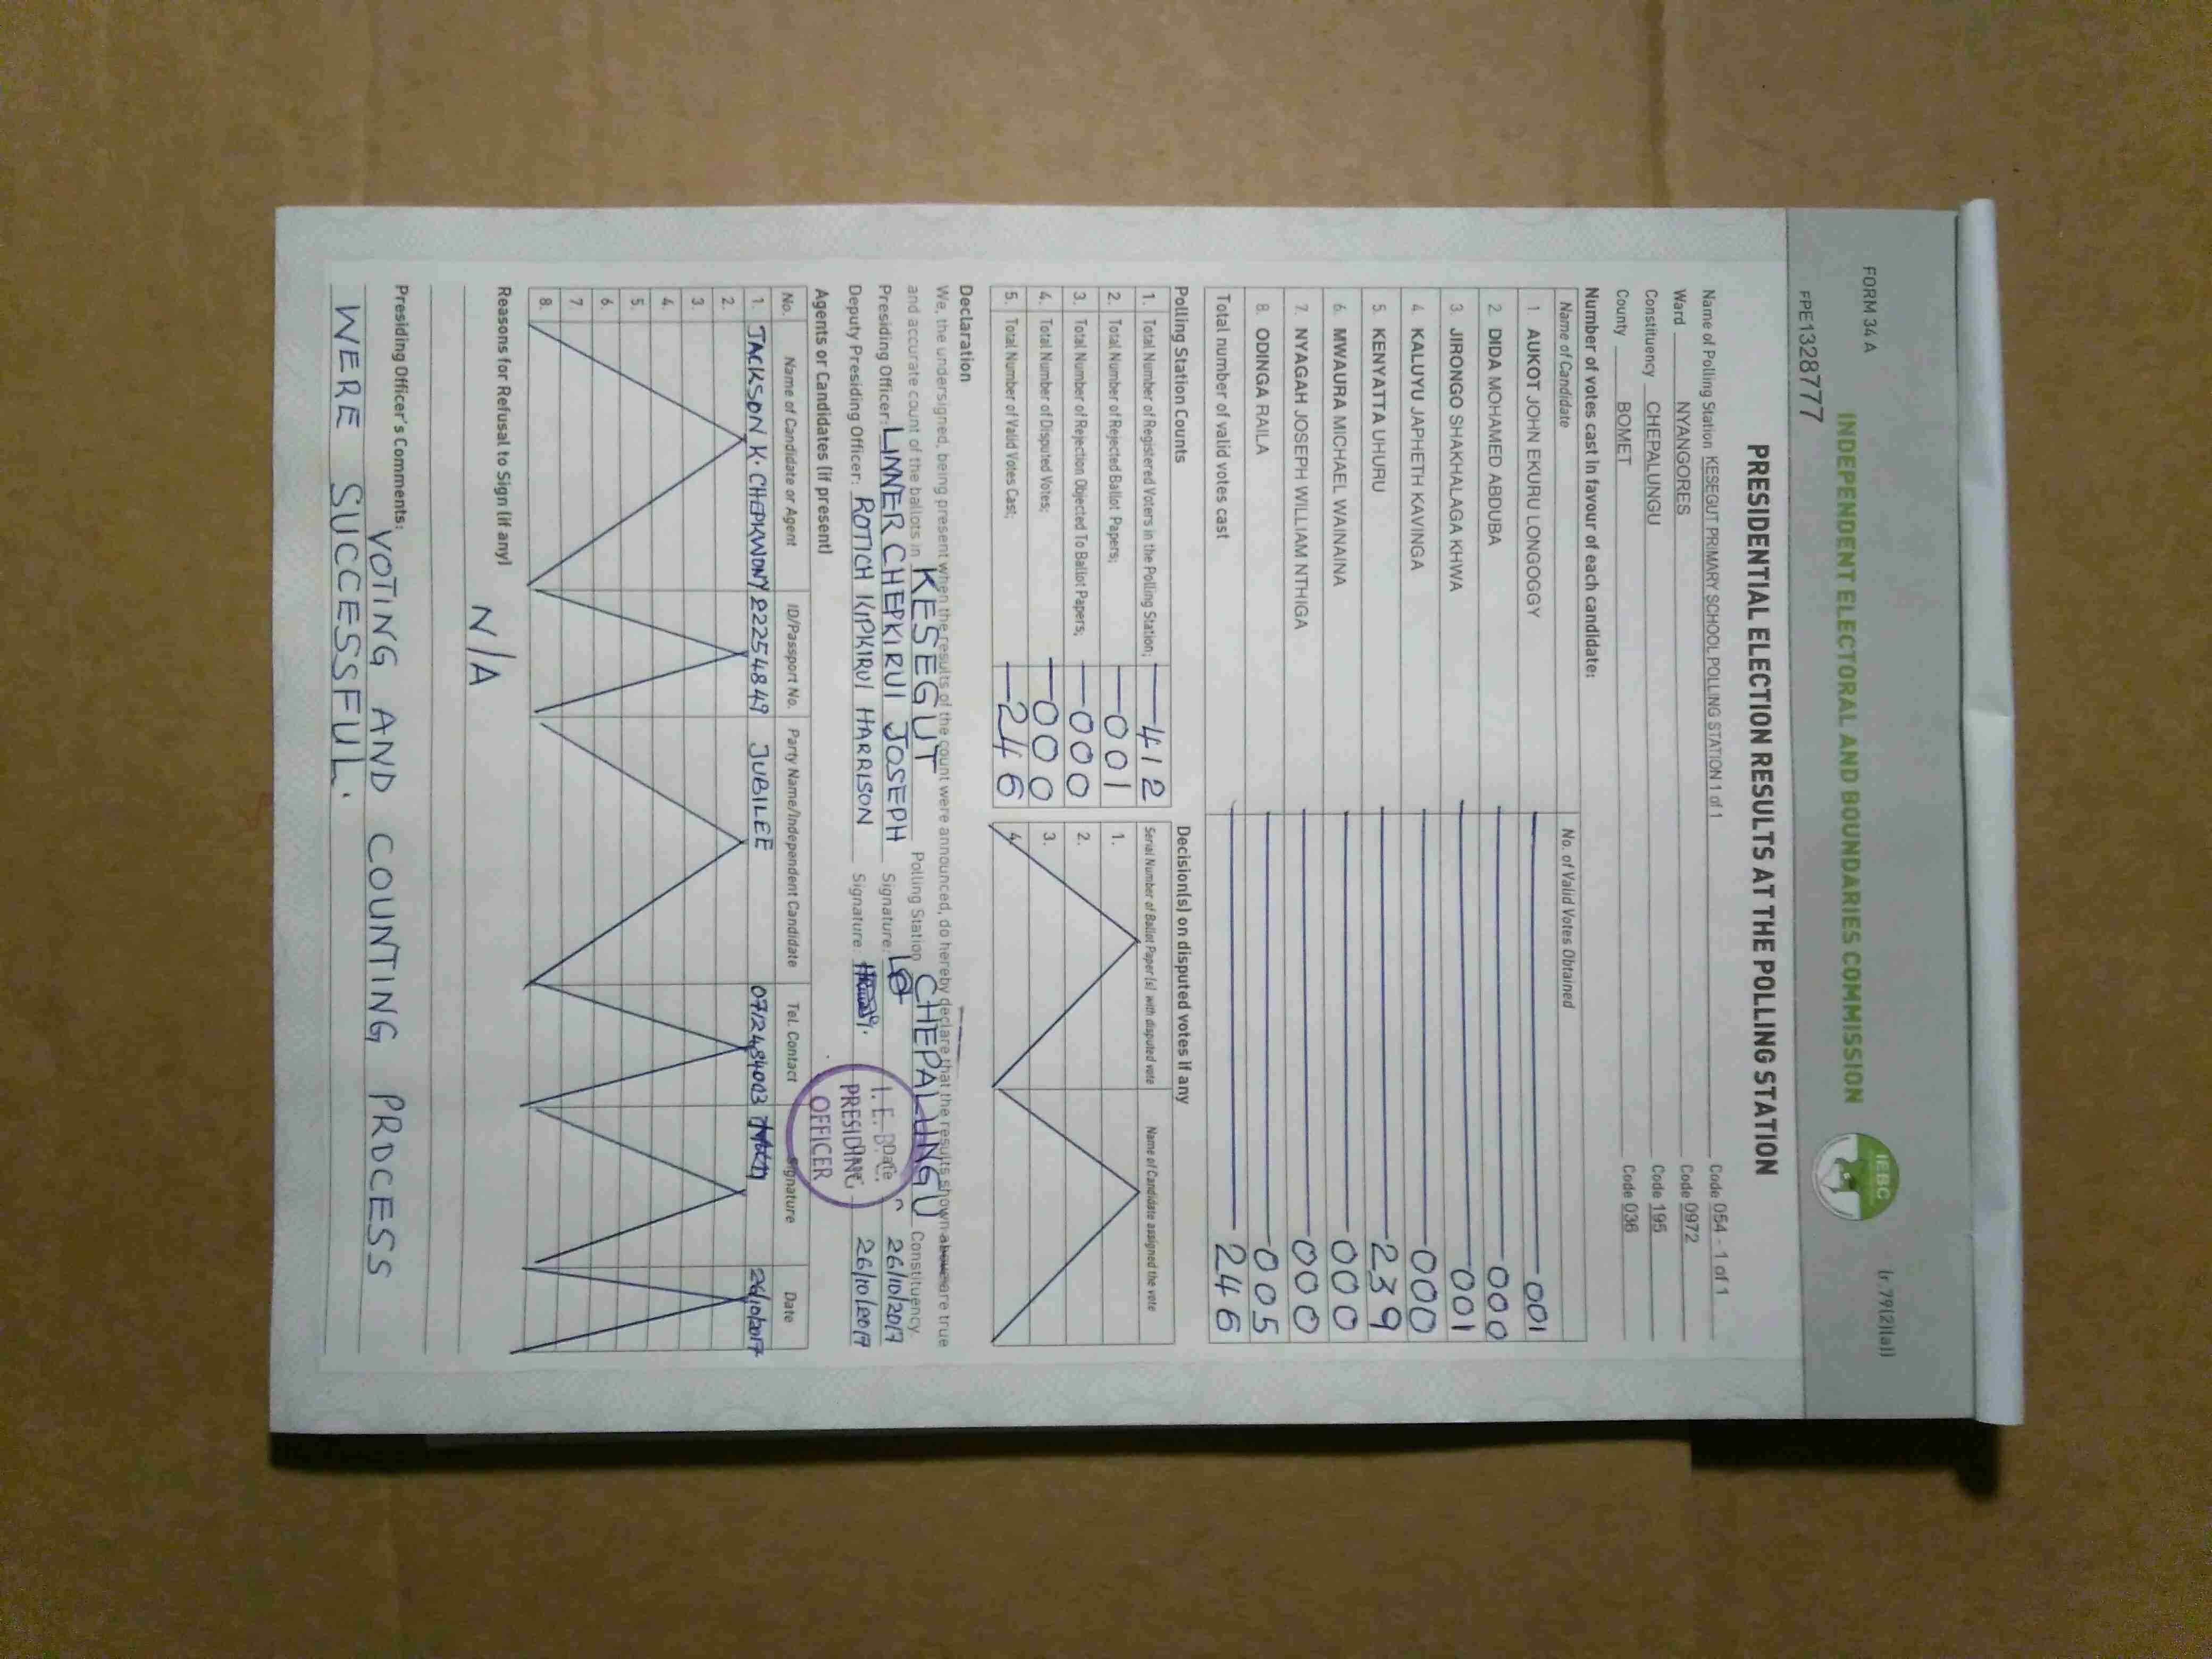 FORM 34 A
(r.79(2)(a))
INDEPENDENT ELECTORAL AND BOUNDARIES COMMISSION
IEBC
FPE1328777
PRESIDENTIAL ELECTION RESULTS AT THE POLLING STATION
Name of Polling Station KESEGUT PRIMARY SCHOOL POLLING STATION 1 of 1 Code 054 - 1 of 1
Ward NYANGORES Code 0972
Constituency CHEPALUNGU Code 195
County BOMET Code 036
Number of votes cast in favour of each candidate:
Name of Candidate No. of Valid Votes Obtained
1 AUKOT JOHN EKURU LONGOGGY 001
2. DIDA MOHAMED ABDUBA 000
3. JIRONGO SHAKHALAGA KHWA 001
4 KALUYU JAPHETH KAVINGA 000
5. KENYATTA UHURU 239
6. MWAURA MICHAEL WAINAINA 000
7. NYAGAH JOSEPH WILLIAM NTHIGA 000
8. ODINGA RAILA 005
Total number of valid votes cast 246
Polling Station Counts
1. Total Number of Registered Voters in the Polling Station; 412
2. Total Number of Rejected Ballot Papers; 001
3. Total Number of Rejection Objected To Ballot Papers; 000
4. Total Number of Disputed Votes; 000
5. Total Number of Valid Votes Cast; 246
Decision(s) on disputed votes if any
Serial Number of Ballot Paper(s) with disputed vote Name of Candidate assigned the vote
1.
2.
3.
4.
Declaration
We, the undersigned, being present when the results of the count were announced, do hereby declare that the results shown above are true
and accurate count of the ballots in KESEGUT Polling Station CHEPALUNGU Constituency
Presiding Officer: LINNER CHEPKIRUI JOSEPH Signature: Date 26/10/2017
Deputy Presiding Officer: ROTICH KIPKIRUI HARRISON Signature 26/10/2017
I.E.B.C.
PRESIDING
OFFICER
Agents or Candidates (if present)
No. Name of Candidate or Agent ID/Passport No. Party Name/Independent Candidate Tel. Contact Signature Date
1. JACKSON K. CHEPKWONY 22254849 JUBILEE 26/10/2017
2.
3.
4.
5.
6.
7.
8.
Reasons for Refusal to Sign (if any)
N/A
Presiding Officer's Comments: VOTING AND COUNTING PROCESS
WERE SUCCESSFUL.